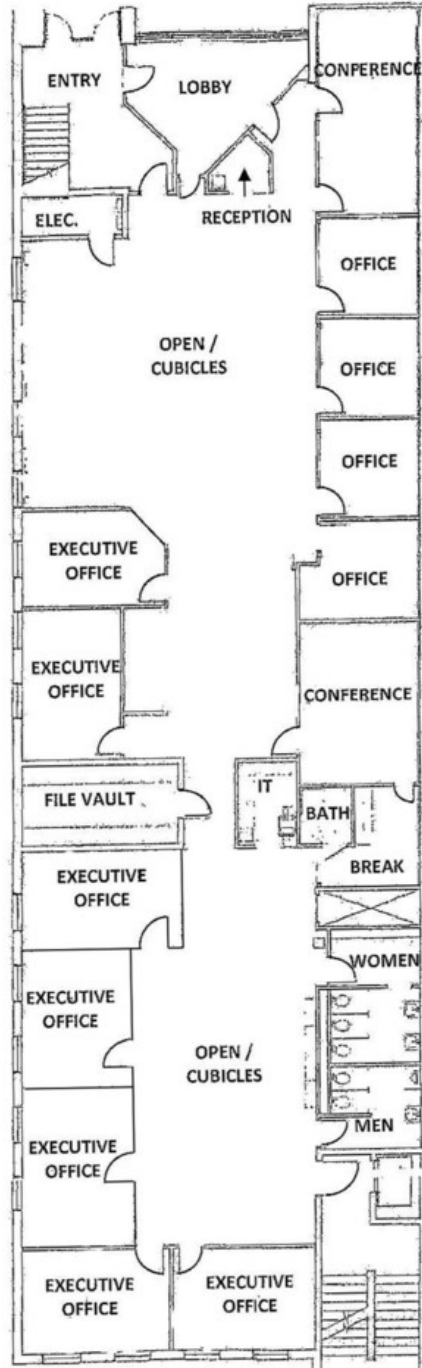 ENTRY
LOBBY
CONPERENCE
ELEC.
RECEPTION
OFFICE
OPEN /
CUBICLES
OFFICE
OFFICE
EXECUTIVE
OFFICE
OFFICE
EXECUTIVE
OFFICE
CONFERENCE
FILE VAULT
IT
BATH
BREAK
EXECUTIVE
OFFICE
WOMEN
EXECUTIVE
OFFICE
OPEN /
CUBICLES
MEN
EXECUTIVE
OFFICE
EXECUTIVE
OFFICE
EXECUTIVE
OFFICE